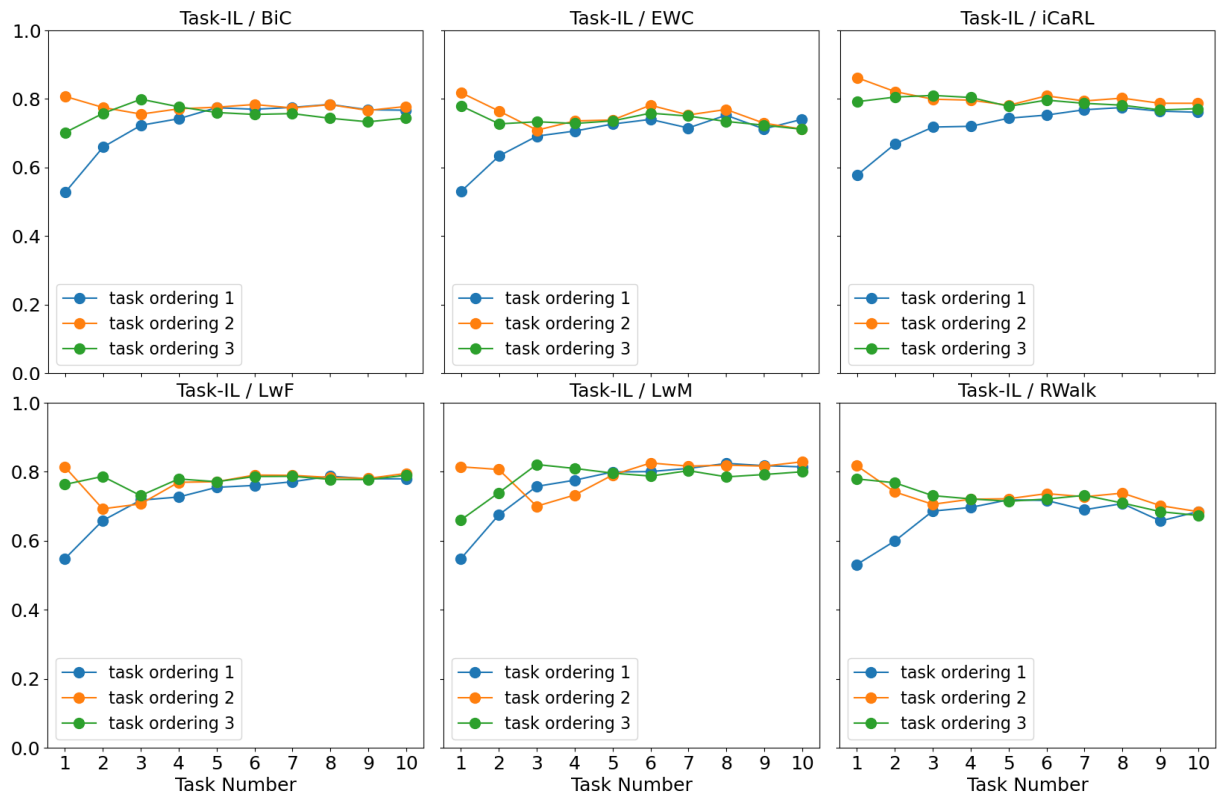 Task-IL / BiC
1.0
0.8
0.6
0.4
0.2
0.0
task ordering 1
task ordering 2
task ordering 3
Task-IL / EWC
task ordering 1
task ordering 2
task ordering 3
Task-IL / iCaRL
task ordering 1
task ordering 2
task ordering 3
Task-IL / LwF
1.0
0.8
0.6
0.4
0.2
0.0
task ordering 1
task ordering 2
task ordering 3
1 2 3 4 5 6 7 8 9 10
Task Number
Task-IL / LwM
task ordering 1
task ordering 2
task ordering 3
1 2 3 4 5 6 7 8 9 10
Task Number
Task-IL / RWalk
task ordering 1
task ordering 2
task ordering 3
1 2 3 4 5 6 7 8 9 10
Task Number